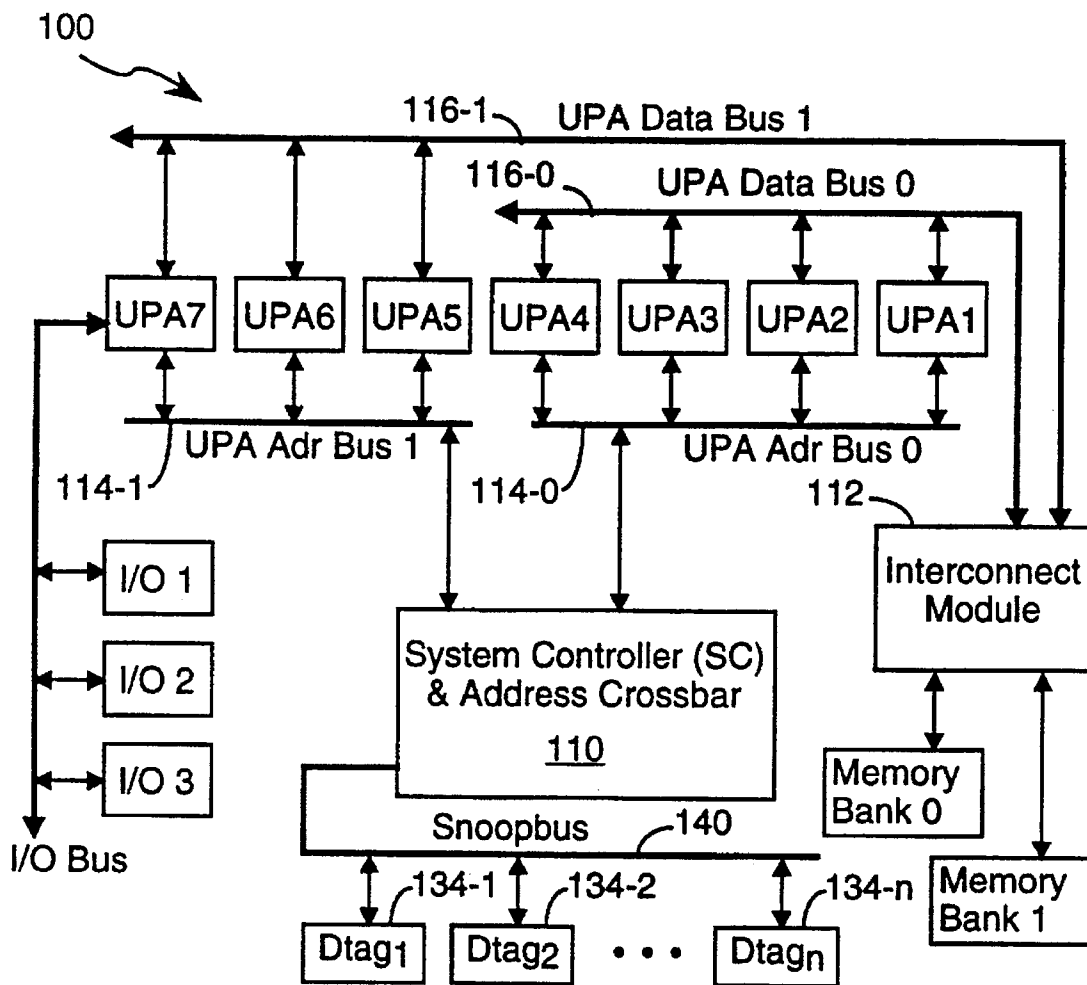 100
116-1
UPA Data Bus 1
116-0
UPA Data Bus 0
UPA7
UPA6
UPA5
UPA4
UPA3
UPA2
UPA1
UPA Adr Bus 1
UPA Adr Bus 0
114-1
114-0
112
I/O 1
Interconnect
Module
System Controller (SC)
& Address Crossbar
110
I/O 2
I/O 3
Memory
Bank 0
Snoopbus
140
I/O Bus
134-1
134-2
134-n
Memory
Bank 1
Dtag1
Dtag2
• • •
Dtagn